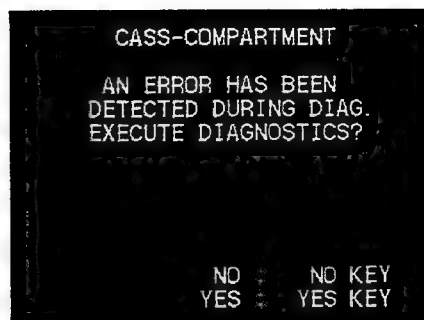 CASS-COMPARTMENT
AN ERROR HAS BEEN
DETECTED DURING DIAG.
EXECUTE DIAGNOSTICS?
NO : NO KEY
YES : YES KEY